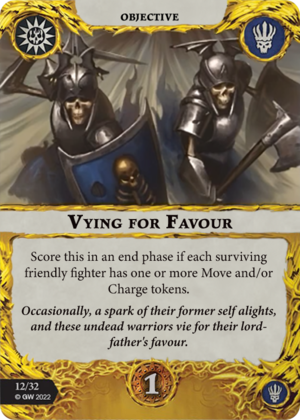 OBJECTIVE
VYING FOR FAVOUR
Score this in an end phase if each surviving
friendly fighter has one or more Move and/or
Charge tokens.
Occasionally, a spark of their former self alights,
and these undead warriors vie for their lord-
father's favour.
12/32
© GW 2022
1